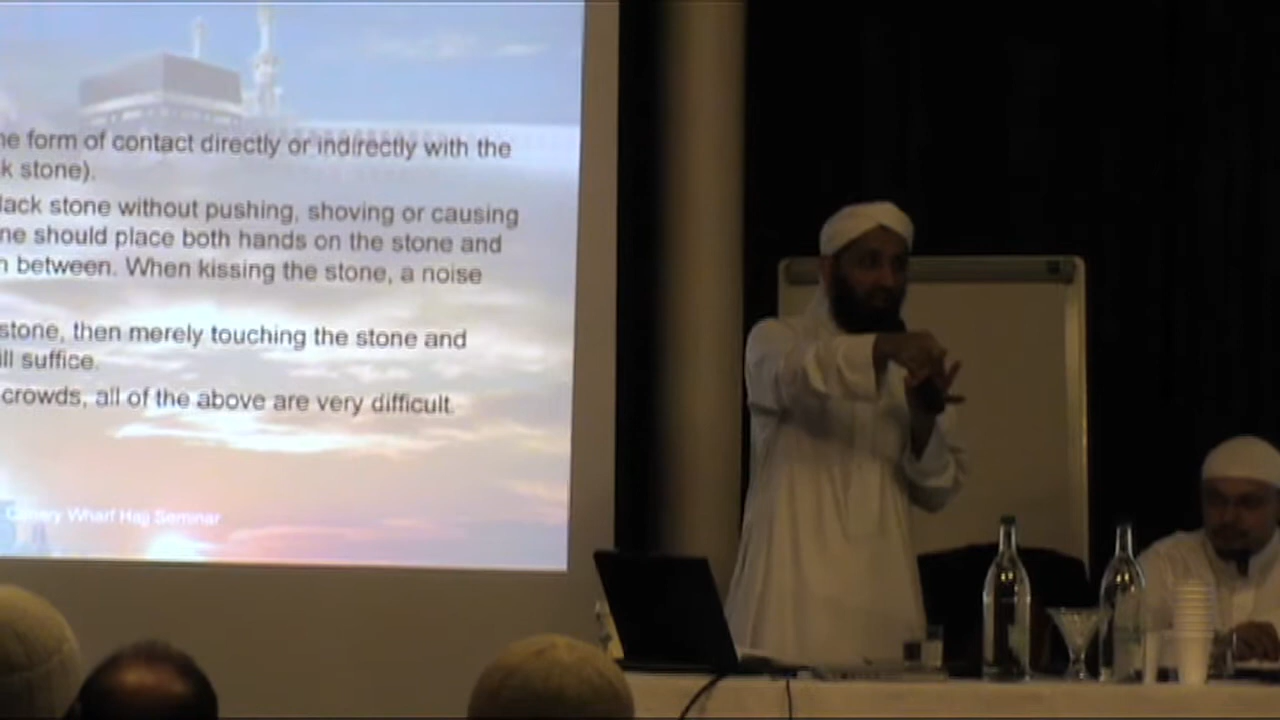 ne form of contact directly or indirectly with the
k stone).
lack stone without pushing, shoving or causing
ne should place both hands on the stone and
n between. When kissing the stone, a noise
stone, then merely touching the stone and
ill suffice.
crowds, all of the above are very difficult.
Canary Wharf Hajj Seminar